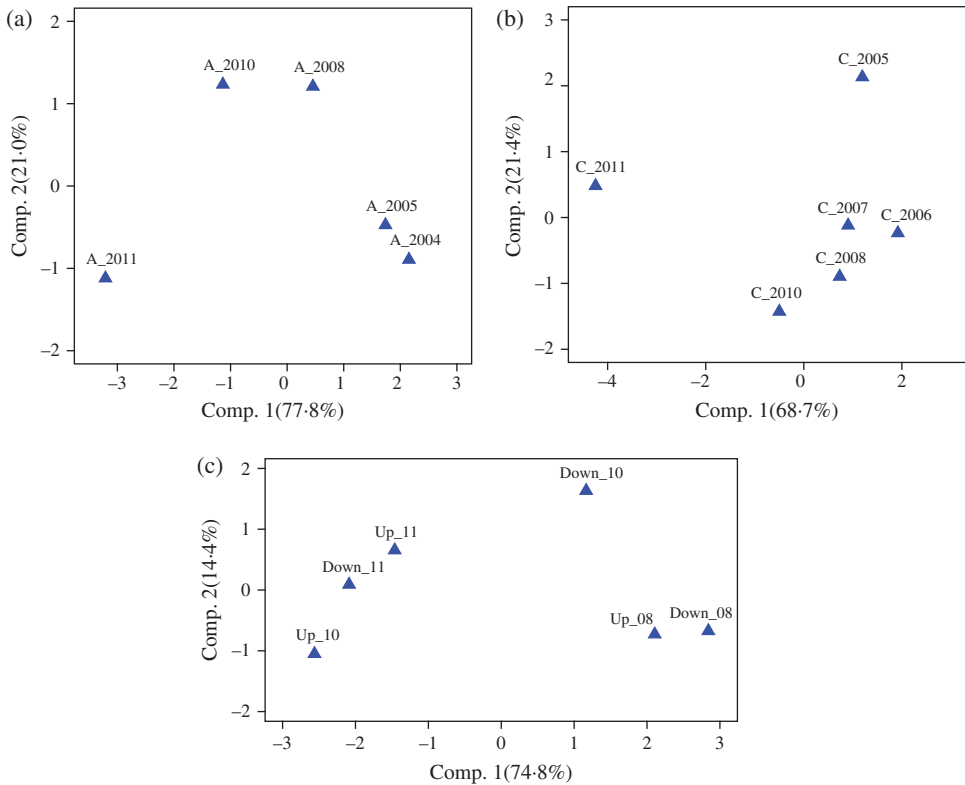 (a)
2
1
0
−1
−2
Comp. 2(21·0%)
A_2010
A_2008
A_2005
A_2004
A_2011
−3
−2
−1
0
1
2
3
Comp. 1(77·8%)
(b)
3
2
1
0
−1
−2
Comp. 2(21·4%)
C_2005
C_2011
C_2007
C_2006
C_2008
C_2010
−4
−2
0
2
Comp. 1(68·7%)
(c)
2
1
0
−1
−2
Comp. 2(14·4%)
Down_10
Up_11
Down_11
Up_10
Up_08
Down_08
−3
−2
−1
0
1
2
3
Comp. 1(74·8%)